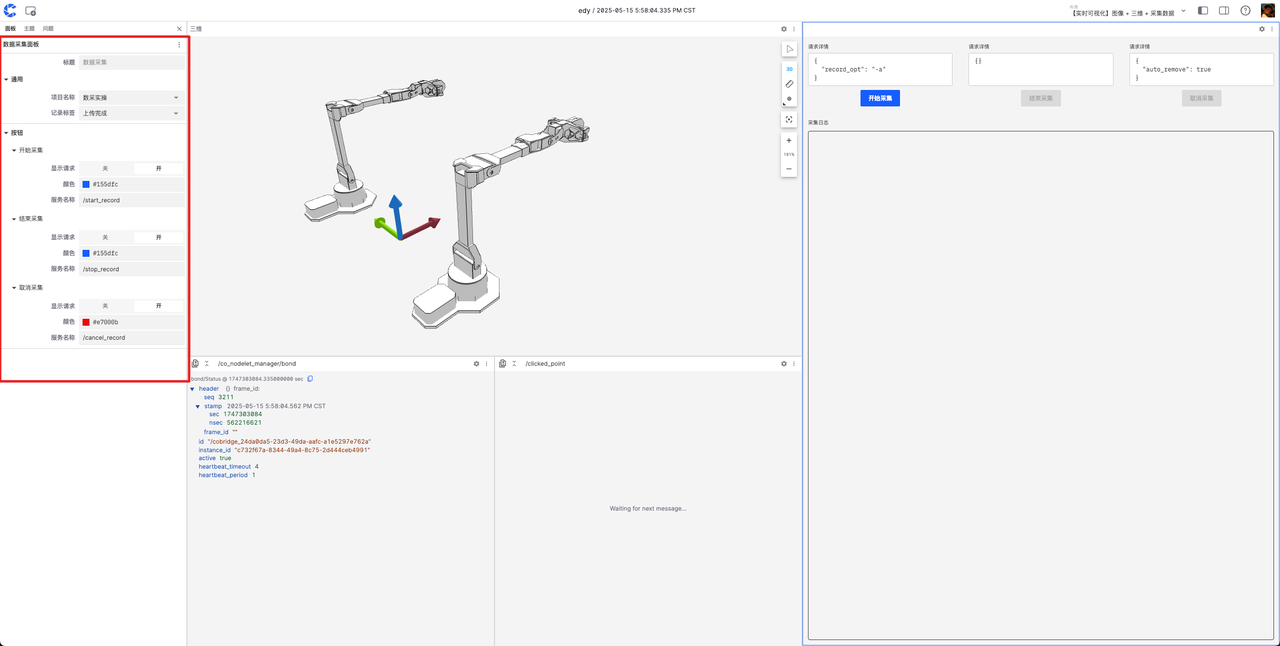 edy / 2025-05-15 5:58:04.335 PM CST
布局
【实时可视化】图像 + 三维 + 采集数据
面板 主题 问题
数据采集面板
标题 数据采集
通用
项目名称 数采实操
记录标签 上传完成
按钮
开始采集
显示请求 关 开
颜色 #155dfc
服务名称 /start_record
结束采集
显示请求 关 开
颜色 #155dfc
服务名称 /stop_record
取消采集
显示请求 关 开
颜色 #e7000b
服务名称 /cancel_record
三维
3D
191%
/co_nodelet_manager/bond
bond/Status @ 1747303084.335000000 sec
header {} frame_id:
seq 3211
stamp 2025-05-15 5:58:04.562 PM CST
sec 1747303084
nsec 562216621
frame_id ""
id "/cobridge_24da0da5-23d3-49da-aafc-a1e5297e762a"
instance_id "c732f67a-8344-49a4-8c75-2d444ceb4991"
active true
heartbeat_timeout 4
heartbeat_period 1
/clicked_point
Waiting for next message...
请求详情
{
"record_opt": "-a"
}
开始采集
请求详情
{}
结束采集
请求详情
{
"auto_remove": true
}
取消采集
采集日志